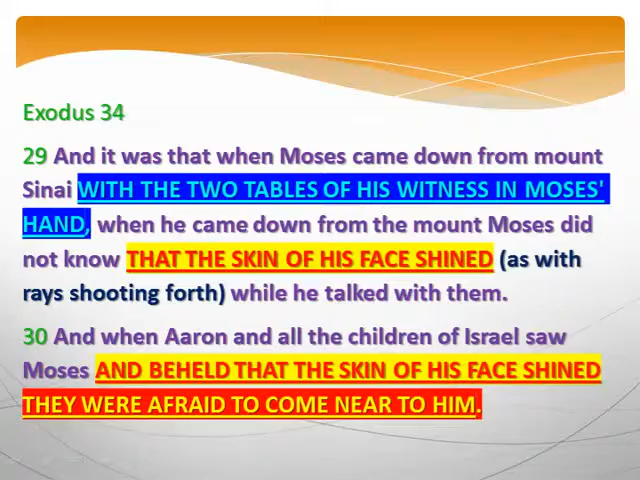 Exodus 34
29 And it was that when Moses came down from mount
Sinai WITH THE TWO TABLES OF HIS WITNESS IN MOSES'
HAND, when he came down from the mount Moses did
not know THAT THE SKIN OF HIS FACE SHINED (as with
rays shooting forth) while he talked with them.
30 And when Aaron and all the children of Israel saw
Moses AND BEHELD THAT THE SKIN OF HIS FACE SHINED
THEY WERE AFRAID TO COME NEAR TO HIM.